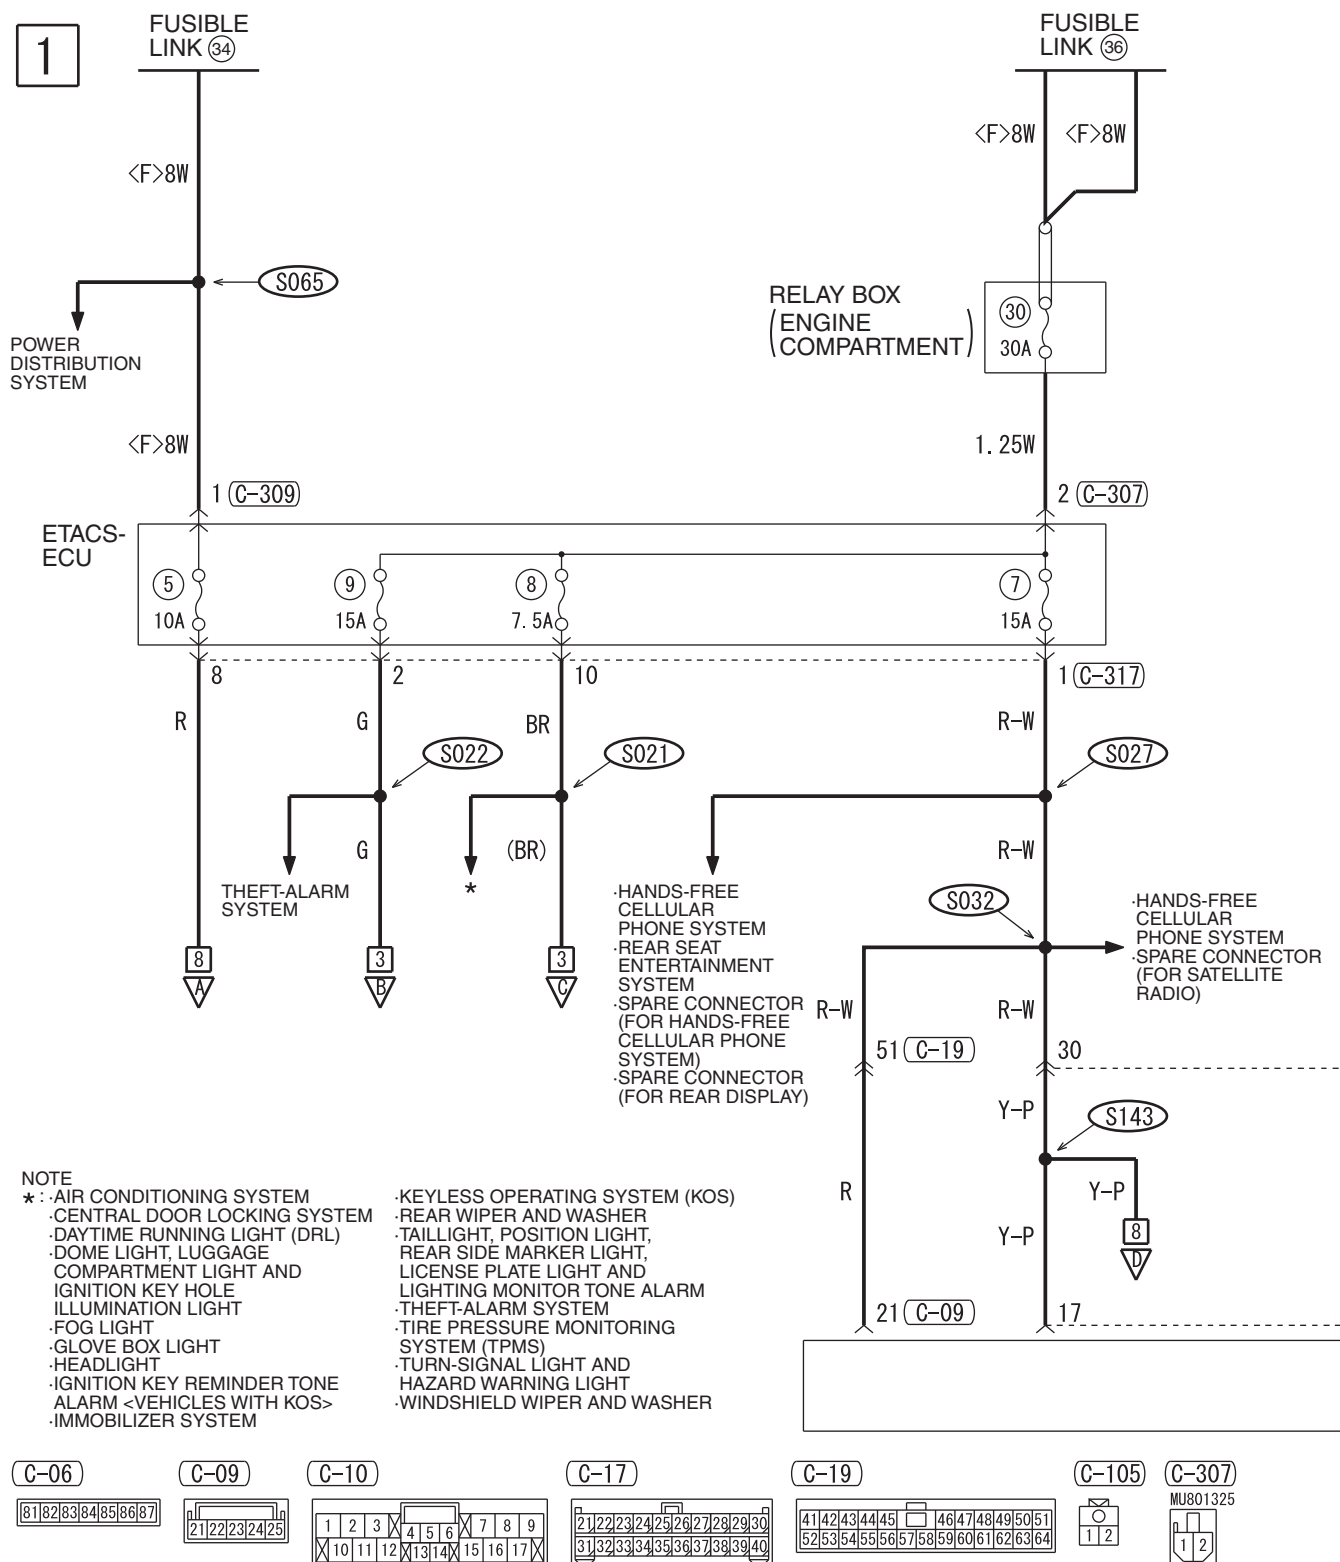 1
FUSIBLE
LINK 34
FUSIBLE
LINK 36
<F>8W
<F>8W
<F>8W
S065
POWER
DISTRIBUTION
SYSTEM
RELAY BOX
(ENGINE
COMPARTMENT)
30
30A
<F>8W
1.25W
1 C-309
2 C-307
ETACS-
ECU
5
10A
9
15A
8
7.5A
7
15A
8
2
10
1 C-317
R
G
BR
R-W
S022
S021
S027
G
(BR)
R-W
THEFT-ALARM
SYSTEM
*
·HANDS-FREE
CELLULAR
PHONE SYSTEM
·REAR SEAT
ENTERTAINMENT
SYSTEM
·SPARE CONNECTOR
(FOR HANDS-FREE
CELLULAR PHONE
SYSTEM)
·SPARE CONNECTOR
(FOR REAR DISPLAY)
S032
·HANDS-FREE
CELLULAR
PHONE SYSTEM
·SPARE CONNECTOR
(FOR SATELLITE
RADIO)
8
A
3
B
3
C
R-W
R-W
51 C-19
30
Y-P
S143
R
Y-P
Y-P
8
D
21 C-09
17
NOTE
* : ·AIR CONDITIONING SYSTEM
·CENTRAL DOOR LOCKING SYSTEM
·DAYTIME RUNNING LIGHT (DRL)
·DOME LIGHT, LUGGAGE
COMPARTMENT LIGHT AND
IGNITION KEY HOLE
ILLUMINATION LIGHT
·FOG LIGHT
·GLOVE BOX LIGHT
·HEADLIGHT
·IGNITION KEY REMINDER TONE
ALARM <VEHICLES WITH KOS>
·IMMOBILIZER SYSTEM
·KEYLESS OPERATING SYSTEM (KOS)
·REAR WIPER AND WASHER
·TAILLIGHT, POSITION LIGHT,
REAR SIDE MARKER LIGHT,
LICENSE PLATE LIGHT AND
LIGHTING MONITOR TONE ALARM
·THEFT-ALARM SYSTEM
·TIRE PRESSURE MONITORING
SYSTEM (TPMS)
·TURN-SIGNAL LIGHT AND
HAZARD WARNING LIGHT
·WINDSHIELD WIPER AND WASHER
C-06
81 82 83 84 85 86 87
C-09
21 22 23 24 25
C-10
1 2 3 4 5 6 7 8 9
10 11 12 13 14 15 16 17
C-17
21 22 23 24 25 26 27 28 29 30
31 32 33 34 35 36 37 38 39 40
C-19
41 42 43 44 45 46 47 48 49 50 51
52 53 54 55 56 57 58 59 60 61 62 63 64
C-105
1 2
C-307
MU801325
1 2